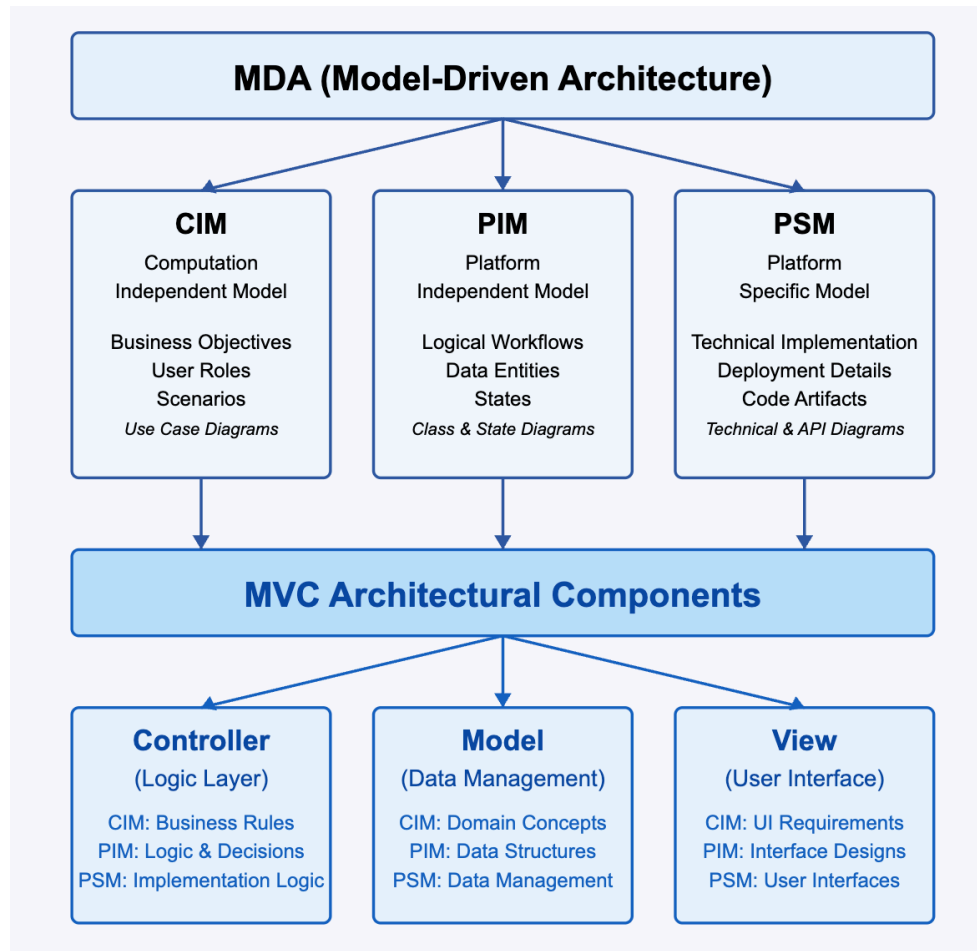 MDA (Model-Driven Architecture)
CIM
Computation
Independent Model
Business Objectives
User Roles
Scenarios
Use Case Diagrams
PIM
Platform
Independent Model
Logical Workflows
Data Entities
States
Class & State Diagrams
PSM
Platform
Specific Model
Technical Implementation
Deployment Details
Code Artifacts
Technical & API Diagrams
MVC Architectural Components
Controller
(Logic Layer)
CIM: Business Rules
PIM: Logic & Decisions
PSM: Implementation Logic
Model
(Data Management)
CIM: Domain Concepts
PIM: Data Structures
PSM: Data Management
View
(User Interface)
CIM: UI Requirements
PIM: Interface Designs
PSM: User Interfaces